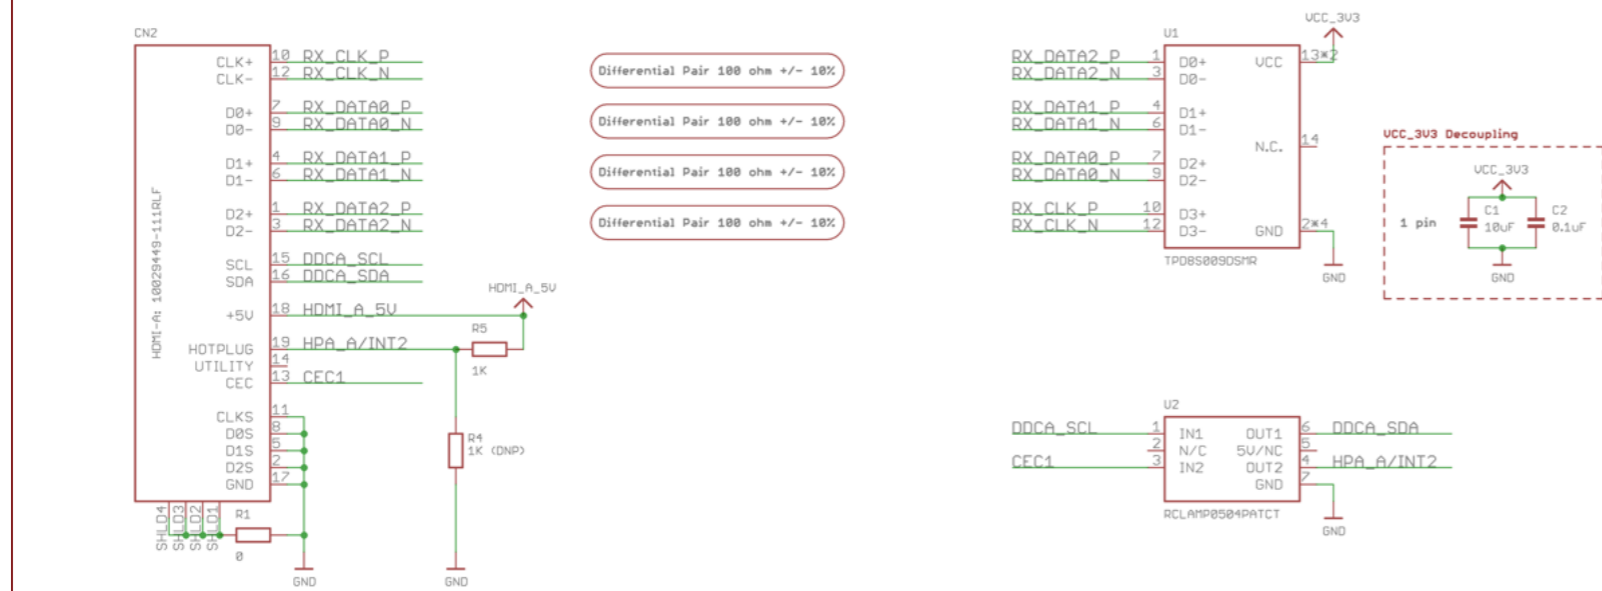 CN2
HDMI-A: 10029449-111RLF
CLK+ 10 RX_CLK_P
CLK- 12 RX_CLK_N
D0+ 7 RX_DATA0_P
D0- 9 RX_DATA0_N
D1+ 4 RX_DATA1_P
D1- 6 RX_DATA1_N
D2+ 1 RX_DATA2_P
D2- 3 RX_DATA2_N
SCL 15 DDCA_SCL
SDA 16 DDCA_SDA
+5V 18 HDMI_A_5V
HOTPLUG 19 HPA_A/INT2
UTILITY 14
CEC 13 CEC1
CLKS 11
D0S 8
D1S 5
D2S 2
GND 17
SHLD4
SHLD3
SHLD2
SHLD1
R1
0
GND
HDMI_A_5V
R5
1K
R4
1K (DNP)
GND
Differential Pair 100 ohm +/- 10%
Differential Pair 100 ohm +/- 10%
Differential Pair 100 ohm +/- 10%
Differential Pair 100 ohm +/- 10%
U1
VCC_3V3
RX_DATA2_P 1 D0+ VCC 13*2
RX_DATA2_N 3 D0-
RX_DATA1_P 4 D1+
RX_DATA1_N 6 D1-
N.C. 14
RX_DATA0_P 7 D2+
RX_DATA0_N 9 D2-
RX_CLK_P 10 D3+
RX_CLK_N 12 D3- GND 2*4
TPD8S009DSMR
GND
VCC_3V3 Decoupling
VCC_3V3
1 pin
C1
10uF
C2
0.1uF
GND
U2
DDCA_SCL 1 IN1 OUT1 6 DDCA_SDA
2 N/C 5V/NC 5
CEC1 3 IN2 OUT2 4 HPA_A/INT2
GND 7
RCLAMP0504PATCT
GND